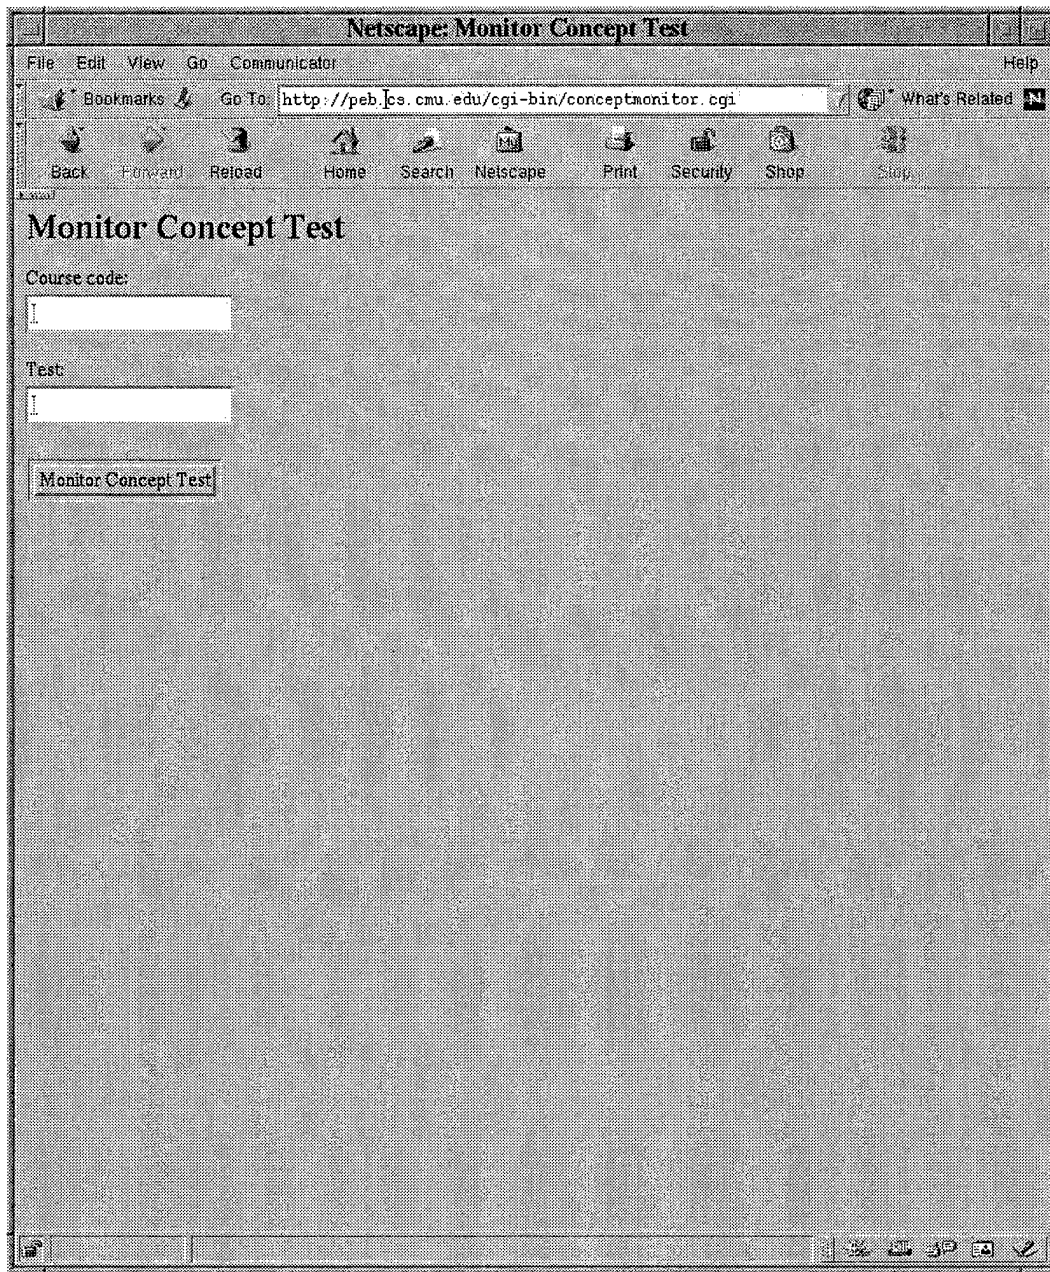 Netscape: Monitor Concept Test
File Edit View Go Communicator Help
Bookmarks Go To: http://peb.cs.cmu.edu/cgi-bin/conceptmonitor.cgi What's Related N
Back Forward Reload Home Search Netscape Print Security Shop Stop
Monitor Concept Test
Course code:
Test:
Monitor Concept Test